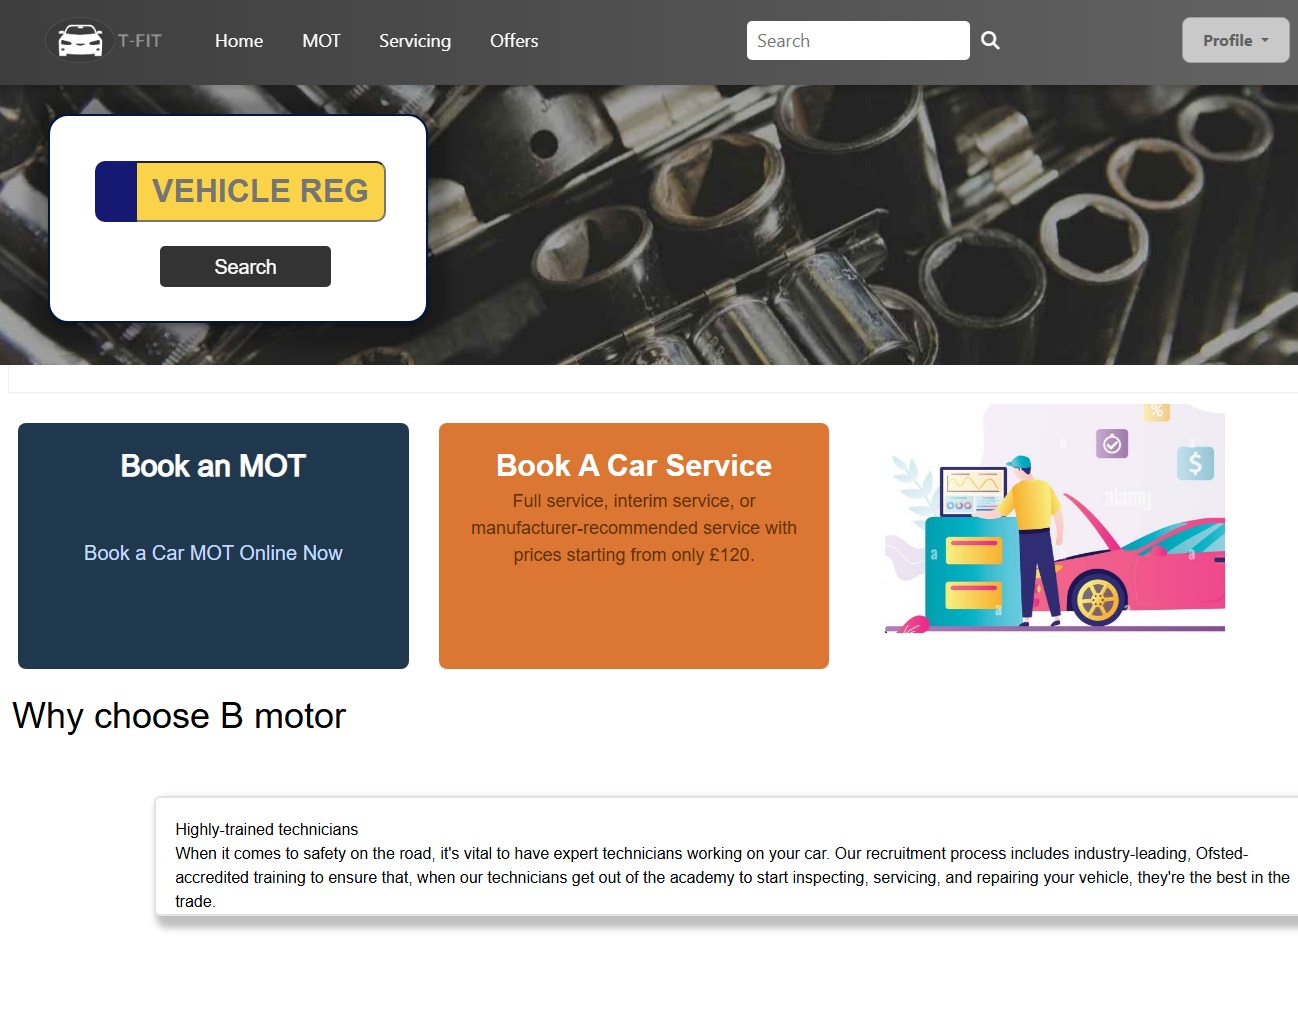 T-FIT
Home
MOT
Servicing
Offers
Search
Profile
VEHICLE REG
Search
Book an MOT
Book a Car MOT Online Now
Book A Car Service
Full service, interim service, or
manufacturer-recommended service with
prices starting from only £120.
%
$
alamy
a
a
a
a
a
a
Why choose B motor
Highly-trained technicians
When it comes to safety on the road, it's vital to have expert technicians working on your car. Our recruitment process includes industry-leading, Ofsted-
accredited training to ensure that, when our technicians get out of the academy to start inspecting, servicing, and repairing your vehicle, they're the best in the
trade.